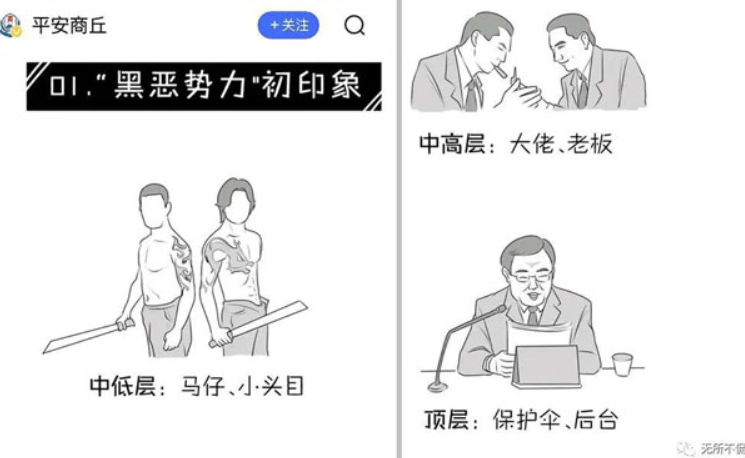 平安商丘
+关注
01."黑恶势力"初印象
中低层：马仔、小头目
中高层：大佬、老板
顶层：保护伞、后台
无所不侃